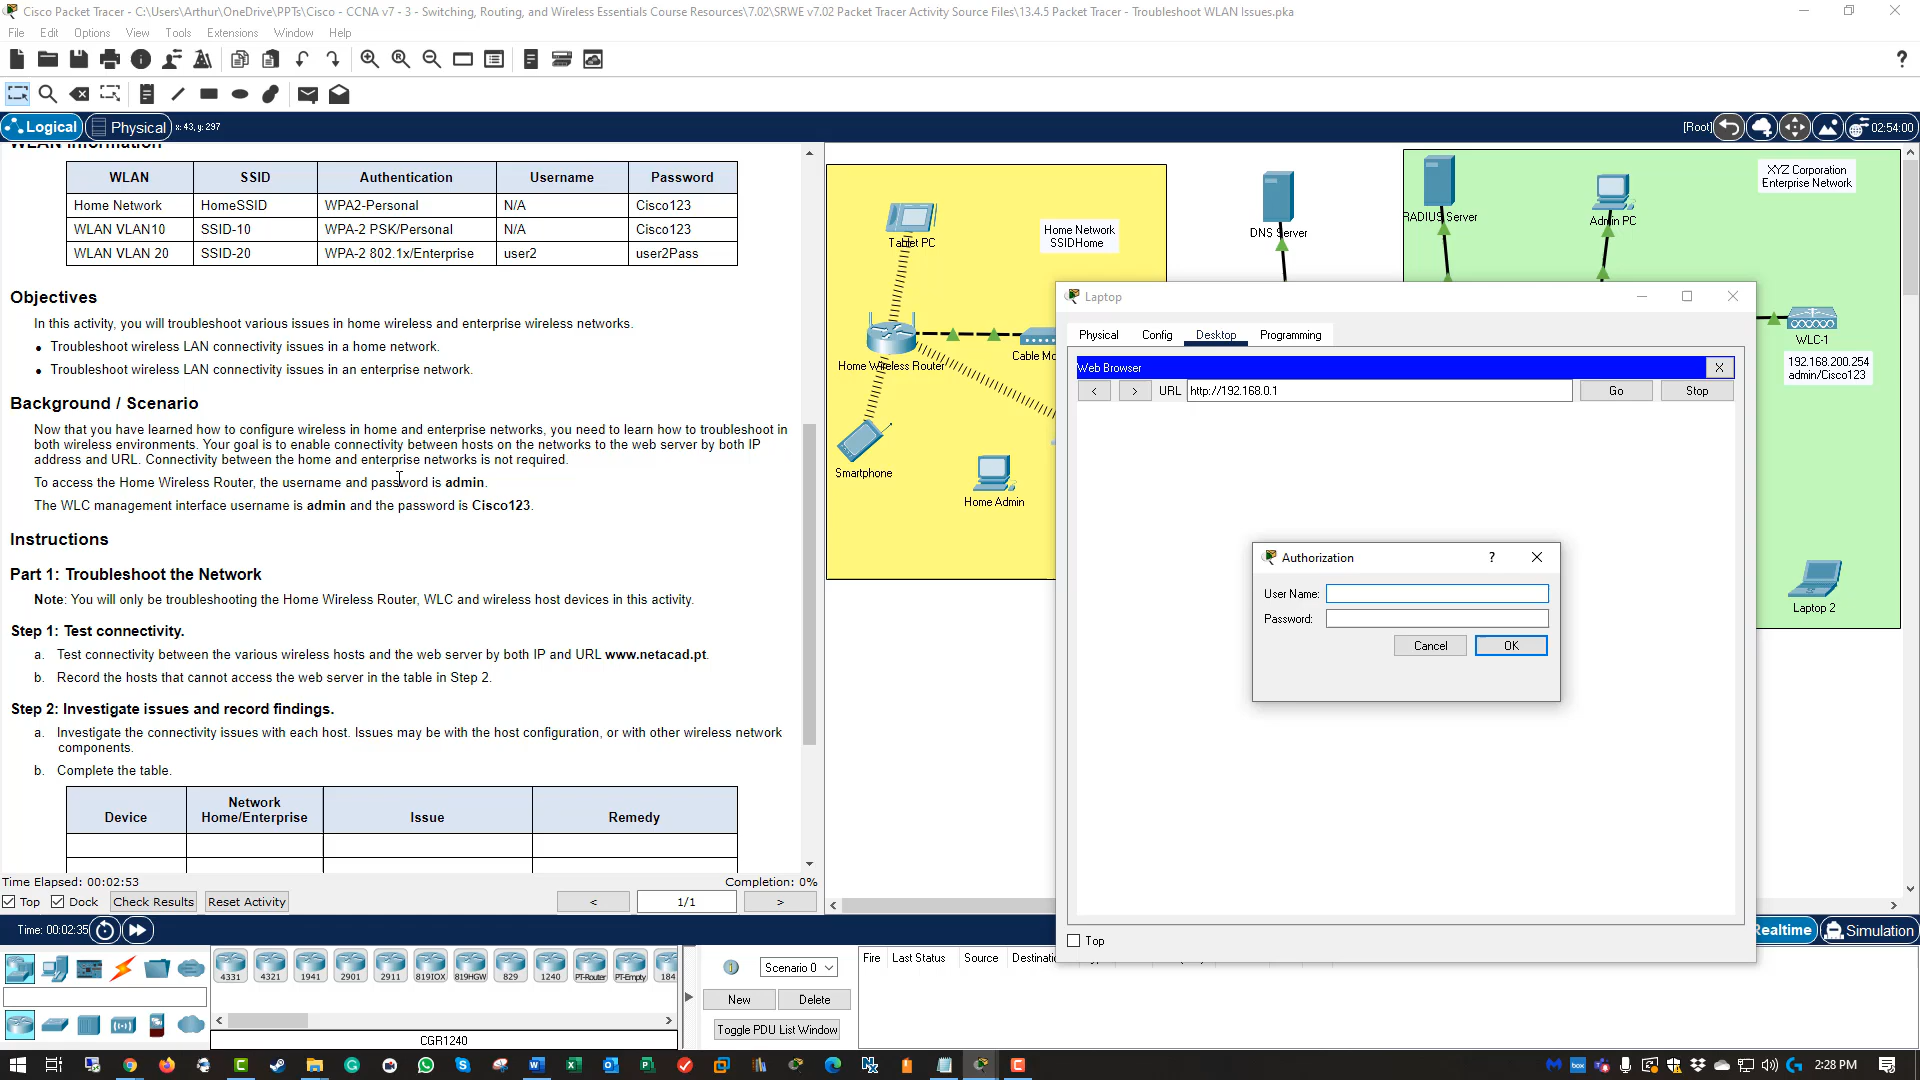 Cisco Packet Tracer - C:\Users\Arthur\OneDrive\PPTs\Cisco - CCNA v7 - 3 - Switching, Routing, and Wireless Essentials Course Resources\7.02\SRWE v7.02 Packet Tracer Activity Source Files\13.4.5 Packet Tracer - Troubleshoot WLAN Issues.pka
File Edit Options View Tools Extensions Window Help
Logical Physical x: 43, y: 297 [Root] 02:54:00
WLAN Information
WLAN SSID Authentication Username Password
Home Network HomeSSID WPA2-Personal N/A Cisco123
WLAN VLAN10 SSID-10 WPA-2 PSK/Personal N/A Cisco123
WLAN VLAN 20 SSID-20 WPA-2 802.1x/Enterprise user2 user2Pass
Objectives
In this activity, you will troubleshoot various issues in home wireless and enterprise wireless networks.
• Troubleshoot wireless LAN connectivity issues in a home network.
• Troubleshoot wireless LAN connectivity issues in an enterprise network.
Background / Scenario
Now that you have learned how to configure wireless in home and enterprise networks, you need to learn how to troubleshoot in
both wireless environments. Your goal is to enable connectivity between hosts on the networks to the web server by both IP
address and URL. Connectivity between the home and enterprise networks is not required.
To access the Home Wireless Router, the username and password is admin.
The WLC management interface username is admin and the password is Cisco123.
Instructions
Part 1: Troubleshoot the Network
Note: You will only be troubleshooting the Home Wireless Router, WLC and wireless host devices in this activity.
Step 1: Test connectivity.
a. Test connectivity between the various wireless hosts and the web server by both IP and URL www.netacad.pt.
b. Record the hosts that cannot access the web server in the table in Step 2.
Step 2: Investigate issues and record findings.
a. Investigate the connectivity issues with each host. Issues may be with the host configuration, or with other wireless network
components.
b. Complete the table.
Device Network Home/Enterprise Issue Remedy
Time Elapsed: 00:02:53 Completion: 0%
Top Dock Check Results Reset Activity < 1/1 >
Tablet PC
Home Network
SSIDHome
Home Wireless Router
Cable Mo
Smartphone
Home Admin
DNS Server
RADIUS Server
Admin PC
XYZ Corporation
Enterprise Network
WLC-1
192.168.200.254
admin/Cisco123
Laptop 2
Laptop
Physical Config Desktop Programming
Web Browser X
< > URL http://192.168.0.1 Go Stop
Authorization ?
User Name:
Password:
Cancel OK
Top
Time: 00:02:35 Realtime Simulation
4331 4321 1941 2901 2911 819IOX 819HGW 829 1240 PT-Router PT-Empty 184
CGR1240
Scenario 0
New Delete
Toggle PDU List Window
Fire Last Status Source Destinatio
2:28 PM